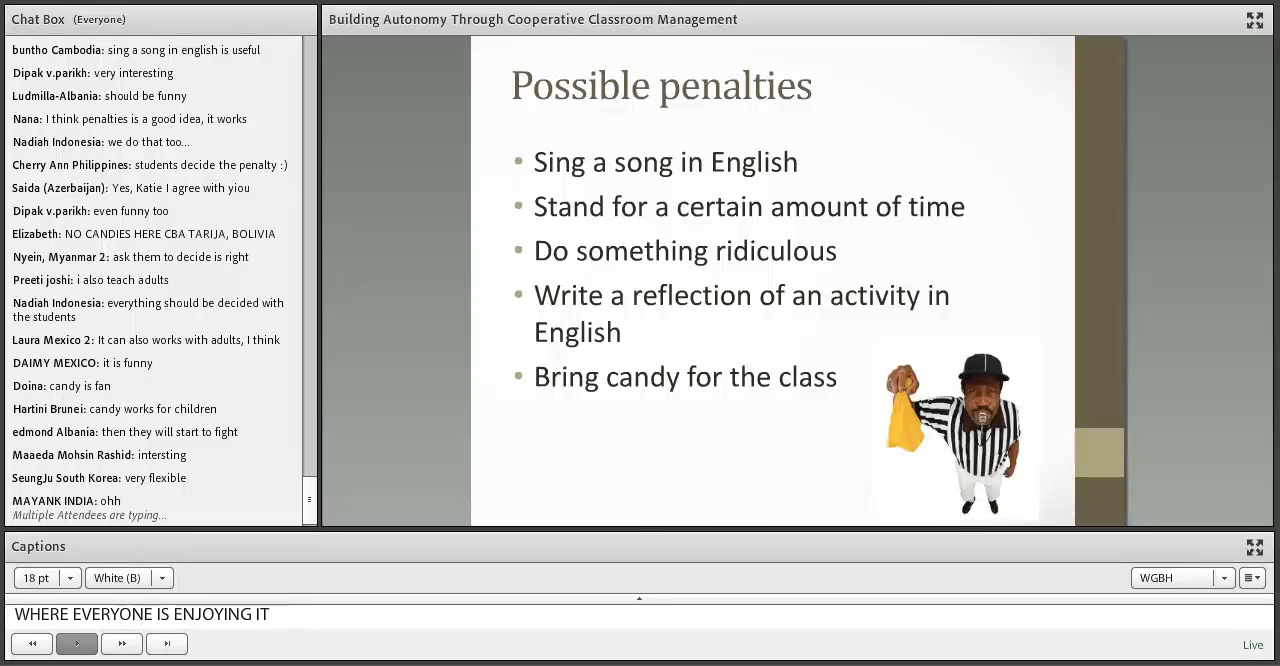 Chat Box (Everyone)
buntho Cambodia: sing a song in english is useful
Dipak v.parikh: very interesting
Ludmilla-Albania: should be funny
Nana: I think penalties is a good idea, it works
Nadiah Indonesia: we do that too...
Cherry Ann Philippines: students decide the penalty :)
Saida (Azerbaijan): Yes, Katie I agree with yiou
Dipak v.parikh: even funny too
Elizabeth: NO CANDIES HERE CBA TARIJA, BOLIVIA
Nyein, Myanmar 2: ask them to decide is right
Preeti joshi: i also teach adults
Nadiah Indonesia: everything should be decided with
the students
Laura Mexico 2: It can also works with adults, I think
DAIMY MEXICO: it is funny
Doina: candy is fan
Hartini Brunei: candy works for children
edmond Albania: then they will start to fight
Maaeda Mohsin Rashid: intersting
SeungJu South Korea: very flexible
MAYANK INDIA: ohh
Multiple Attendees are typing...
Building Autonomy Through Cooperative Classroom Management
Possible penalties
• Sing a song in English
• Stand for a certain amount of time
• Do something ridiculous
• Write a reflection of an activity in
English
• Bring candy for the class
Captions
18 pt
White (B)
WGBH
WHERE EVERYONE IS ENJOYING IT
Live